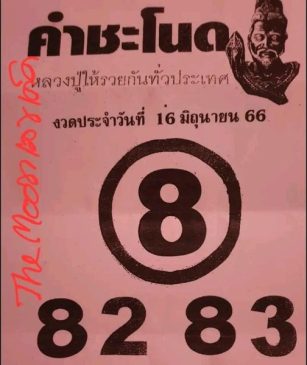 คำชะโนด
หลวงปู่ให้รวยกันทั่วประเทศ
งวดประจำวันที่ 16 มิถุนายน 66
8
82 83
The Moon